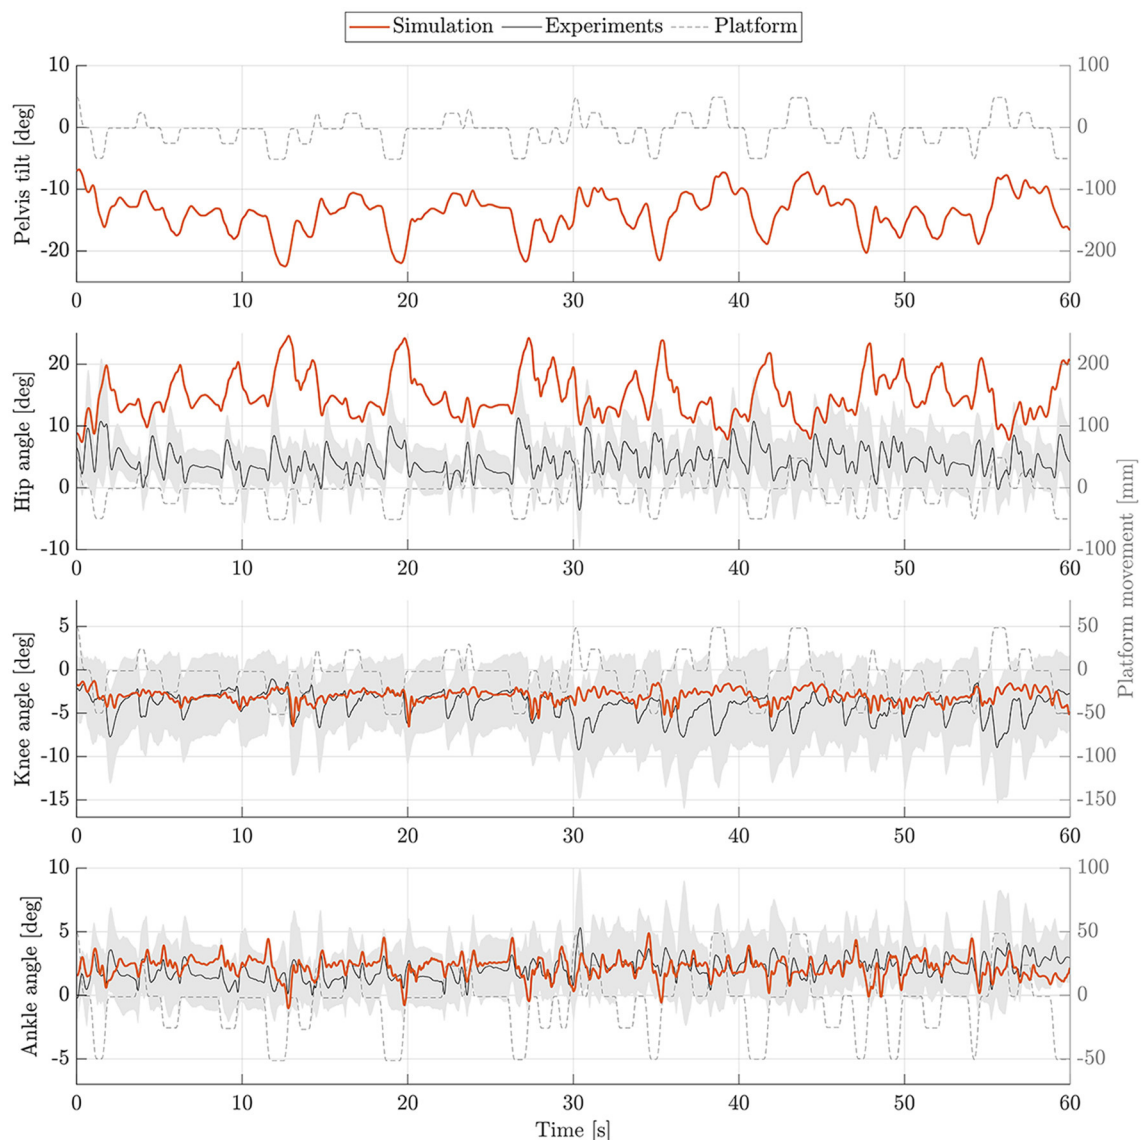 Simulation Experiments Platform
Pelvis tilt [deg]
10 100
0 0
-10 -100
-20 -200
0 10 20 30 40 50 60
Hip angle [deg]
20 200
10 100
0 0
-10 -100
0 10 20 30 40 50 60
Platform movement [mm]
Knee angle [deg]
5 50
0 0
-5 -50
-10 -100
-15 -150
0 10 20 30 40 50 60
Ankle angle [deg]
10 100
5 50
0 0
-5 -50
0 10 20 30 40 50 60
Time [s]